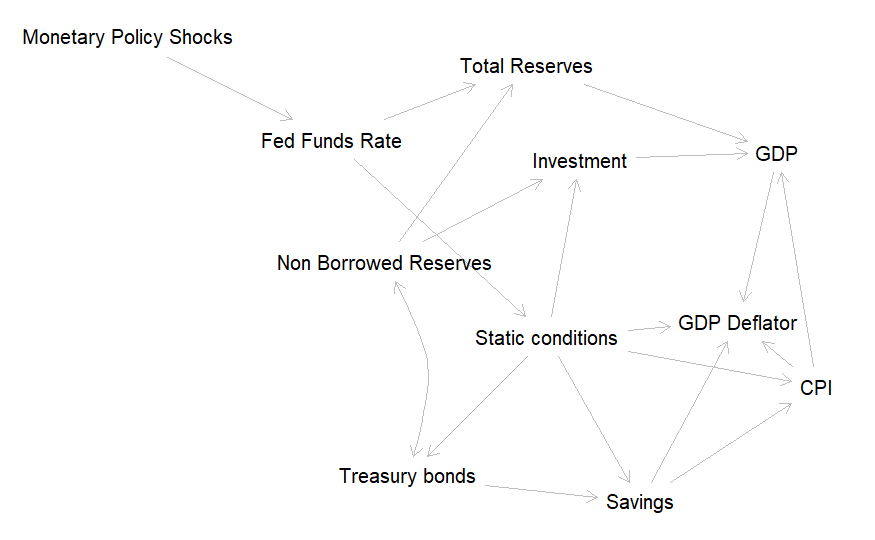 Monetary Policy Shocks
Total Reserves
Fed Funds Rate
Investment
GDP
Non Borrowed Reserves
GDP Deflator
Static conditions
CPI
Treasury bonds
Savings